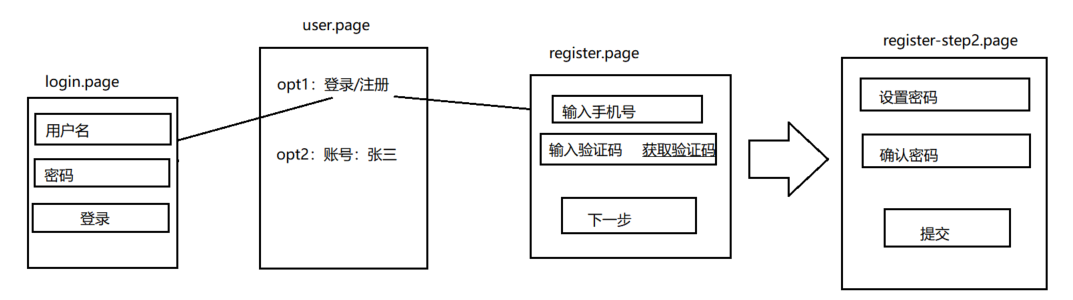 login.page
用户名
密码
登录
user.page
opt1：登录/注册
opt2：账号：张三
register.page
输入手机号
输入验证码 获取验证码
下一步
register-step2.page
设置密码
确认密码
提交